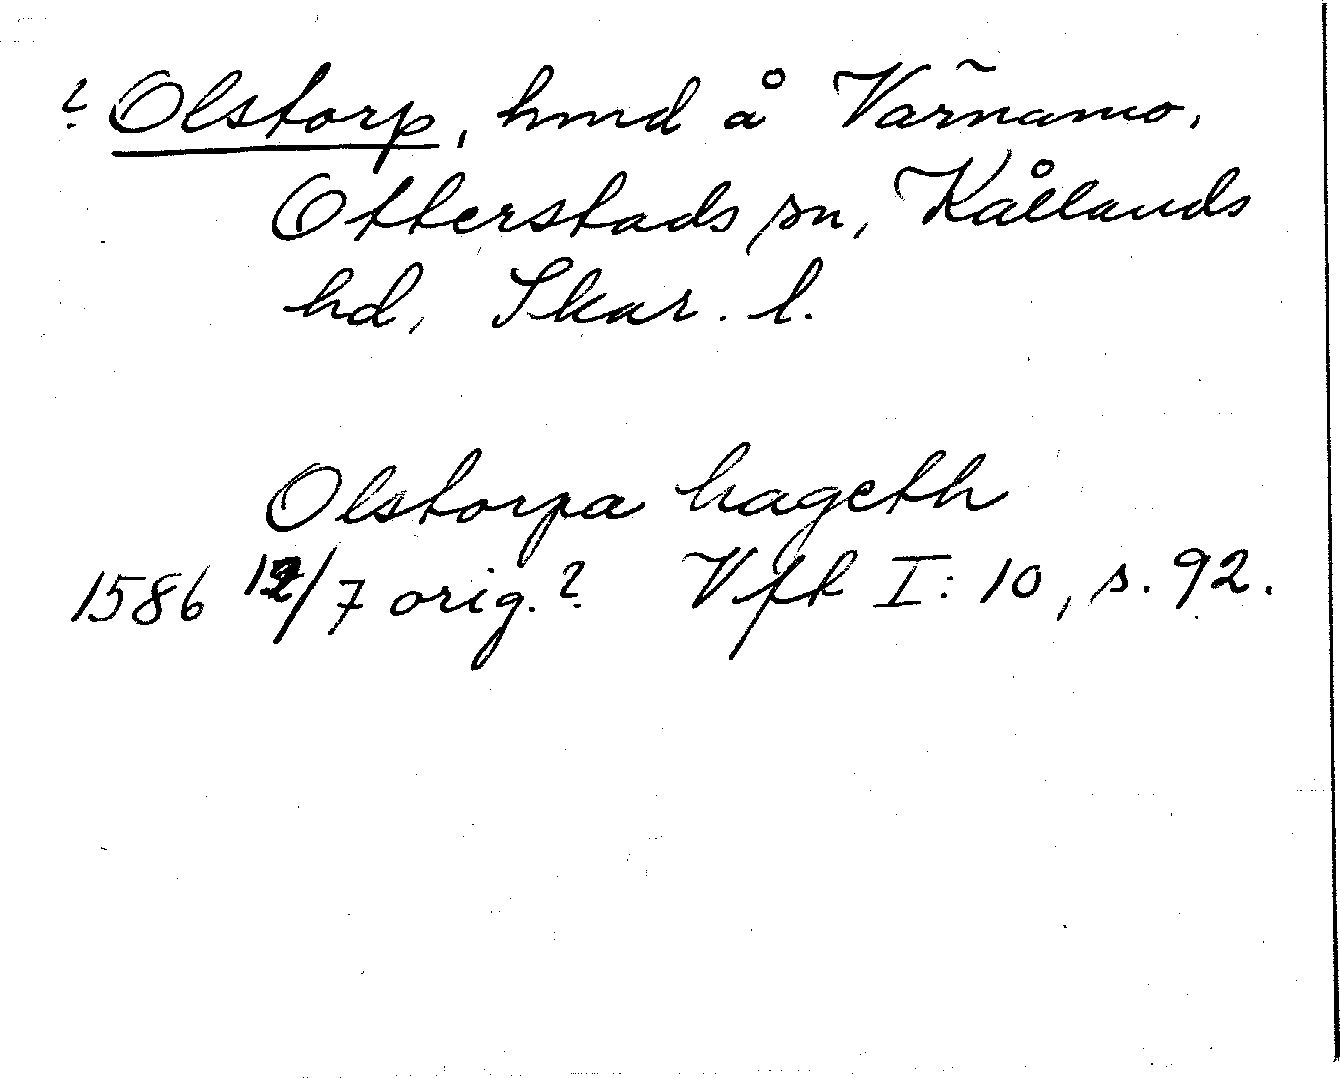 ? Olstorp, hmd å Värnamo,
Otterstads sn, Kållands
hd, Skar. l.
Olstorpa hageth
1586 12/7 orig.? Vfk I: 10, s. 92.